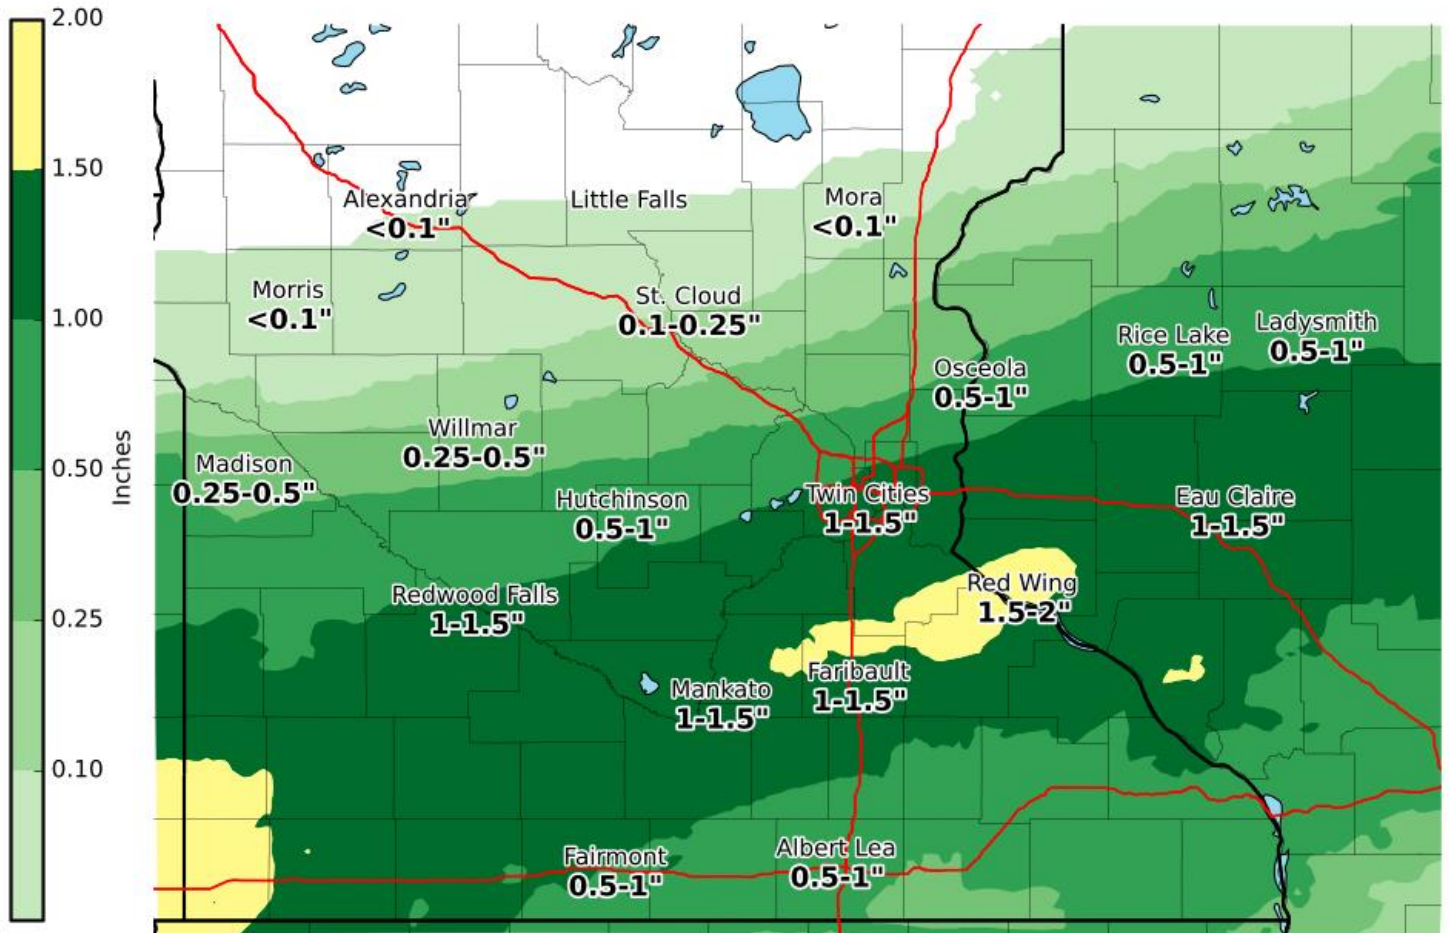 2.00
1.50
1.00
0.50
0.25
0.10
Inches
Alexandria
<0.1"
Little Falls
Mora
<0.1"
Morris
<0.1"
St. Cloud
0.1-0.25"
Rice Lake
0.5-1"
Ladysmith
0.5-1"
Osceola
0.5-1"
Willmar
0.25-0.5"
Madison
0.25-0.5"
Hutchinson
0.5-1"
Twin Cities
1-1.5"
Eau Claire
1-1.5"
Redwood Falls
1-1.5"
Red Wing
1.5-2"
Mankato
1-1.5"
Faribault
1-1.5"
Fairmont
0.5-1"
Albert Lea
0.5-1"